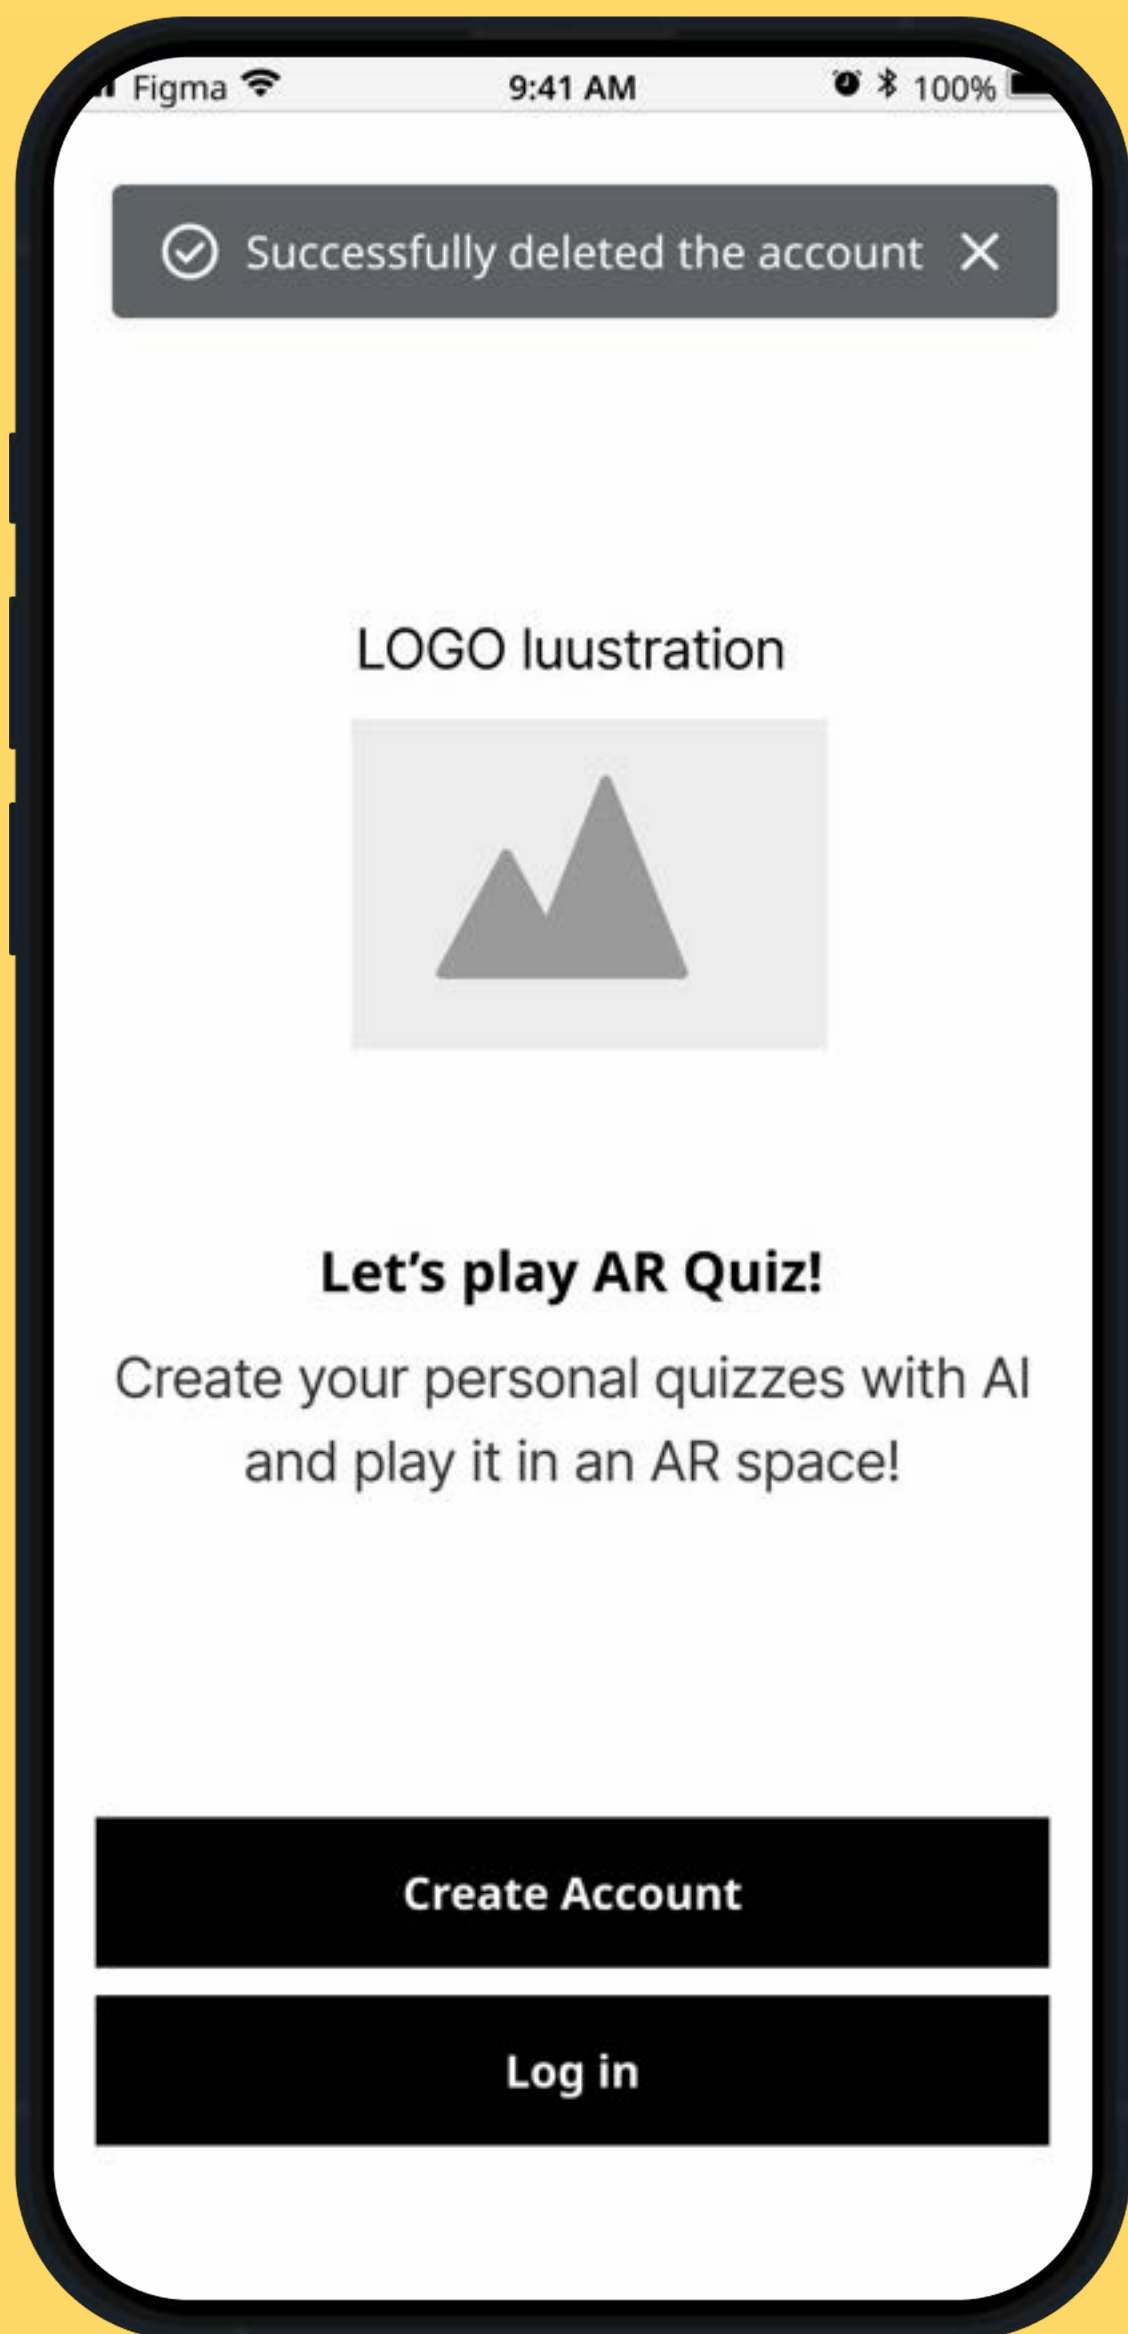 Figma 9:41 AM 100%
Successfully deleted the account
LOGO luustration
Let's play AR Quiz!
Create your personal quizzes with AI
and play it in an AR space!
Create Account
Log in